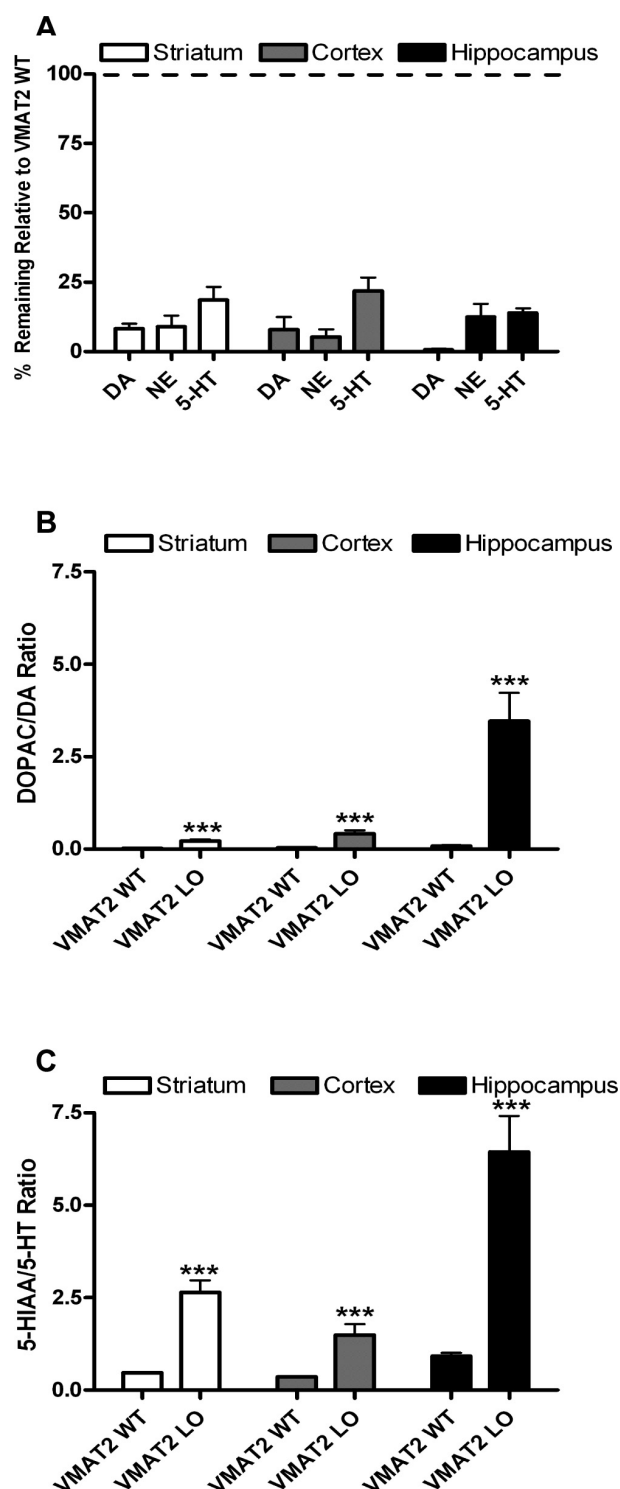 A
Striatum Cortex Hippocampus
% Remaining Relative to VMAT2 WT
100
75
50
25
0
DA NE 5-HT DA NE 5-HT DA NE 5-HT
B
Striatum Cortex Hippocampus
DOPAC/DA Ratio
7.5
5.0
2.5
0.0
*** *** ***
VMAT2 WT VMAT2 LO VMAT2 WT VMAT2 LO VMAT2 WT VMAT2 LO
C
Striatum Cortex Hippocampus
5-HIAA/5-HT Ratio
7.5
5.0
2.5
0.0
*** *** ***
VMAT2 WT VMAT2 LO VMAT2 WT VMAT2 LO VMAT2 WT VMAT2 LO